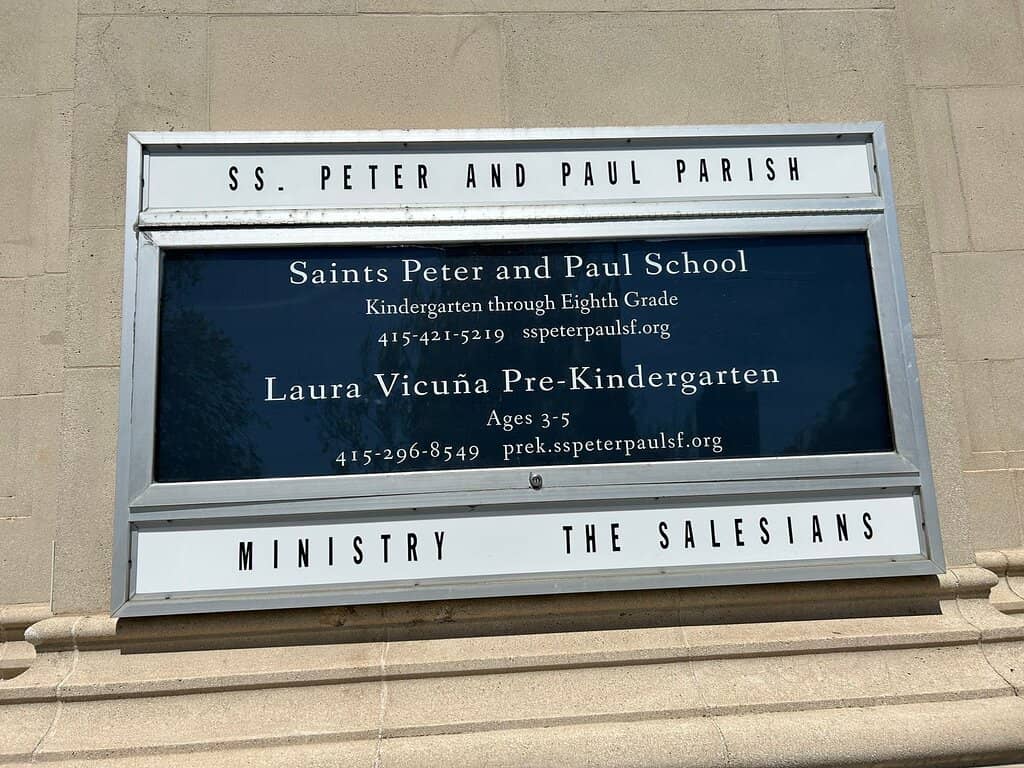 SS. PETER AND PAUL PARISH
Saints Peter and Paul School
Kindergarten through Eighth Grade
415-421-5219 sspeterpaulsf.org
Laura Vicuña Pre-Kindergarten
Ages 3-5
415-296-8549 prek.sspeterpaulsf.org
MINISTRY THE SALESIANS